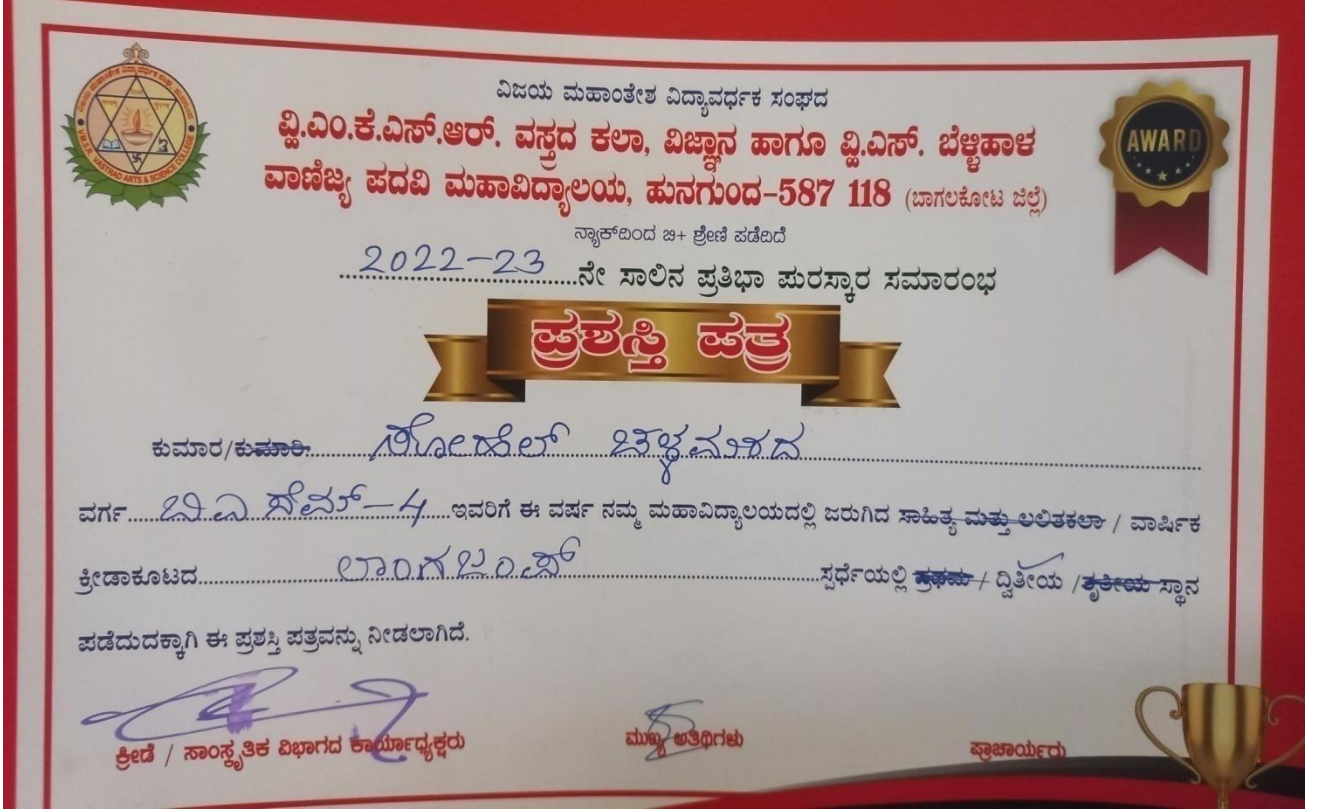 ವಿಜಯ ಮಹಾಂತೇಶ ವಿದ್ಯಾವರ್ಧಕ ಸಂಘದ
ವ್ಹಿ.ಎಂ.ಕೆ.ಎಸ್.ಆರ್. ವಸ್ತ್ರದ ಕಲಾ, ವಿಜ್ಞಾನ ಹಾಗೂ ವ್ಹಿ.ಎಸ್. ಬೆಳ್ಳಿಹಾಳ
AWARD
ವಾಣಿಜ್ಯ ಪದವಿ ಮಹಾವಿದ್ಯಾಲಯ, ಹುನಗುಂದ-587 118 (ಬಾಗಲಕೋಟ ಜಿಲ್ಲೆ)
ನ್ಯಾಕ್‌ದಿಂದ ಬಿ+ ಶ್ರೇಣಿ ಪಡೆದಿದೆ
2022-23 ನೇ ಸಾಲಿನ ಪ್ರತಿಭಾ ಪುರಸ್ಕಾರ ಸಮಾರಂಭ
ಪ್ರಶಸ್ತಿ ಪತ್ರ
ಕುಮಾರ/ಕುಮಾರಿ. ಸೋಹೆಲ್ ಚಳ್ಳಮರದ
ವರ್ಗ ಬಿ ಎ ಸೆಮ್-4 ಇವರಿಗೆ ಈ ವರ್ಷ ನಮ್ಮ ಮಹಾವಿದ್ಯಾಲಯದಲ್ಲಿ ಜರುಗಿದ ಸಾಹಿತ್ಯ ಮತ್ತು ಲಲಿತಕಲಾ / ವಾರ್ಷಿಕ
ಕ್ರೀಡಾಕೂಟದ ಲಾಂಗಜಂಪ್ ಸ್ಪರ್ಧೆಯಲ್ಲಿ ಪ್ರಥಮ / ದ್ವಿತೀಯ /ತೃತೀಯ ಸ್ಥಾನ
ಪಡೆದುದಕ್ಕಾಗಿ ಈ ಪ್ರಶಸ್ತಿ ಪತ್ರವನ್ನು ನೀಡಲಾಗಿದೆ.
ಕ್ರೀಡೆ / ಸಾಂಸ್ಕೃತಿಕ ವಿಭಾಗದ ಕಾರ್ಯಾಧ್ಯಕ್ಷರು
ಮುಖ್ಯ ಅತಿಥಿಗಳು
ಪ್ರಾಚಾರ್ಯರು